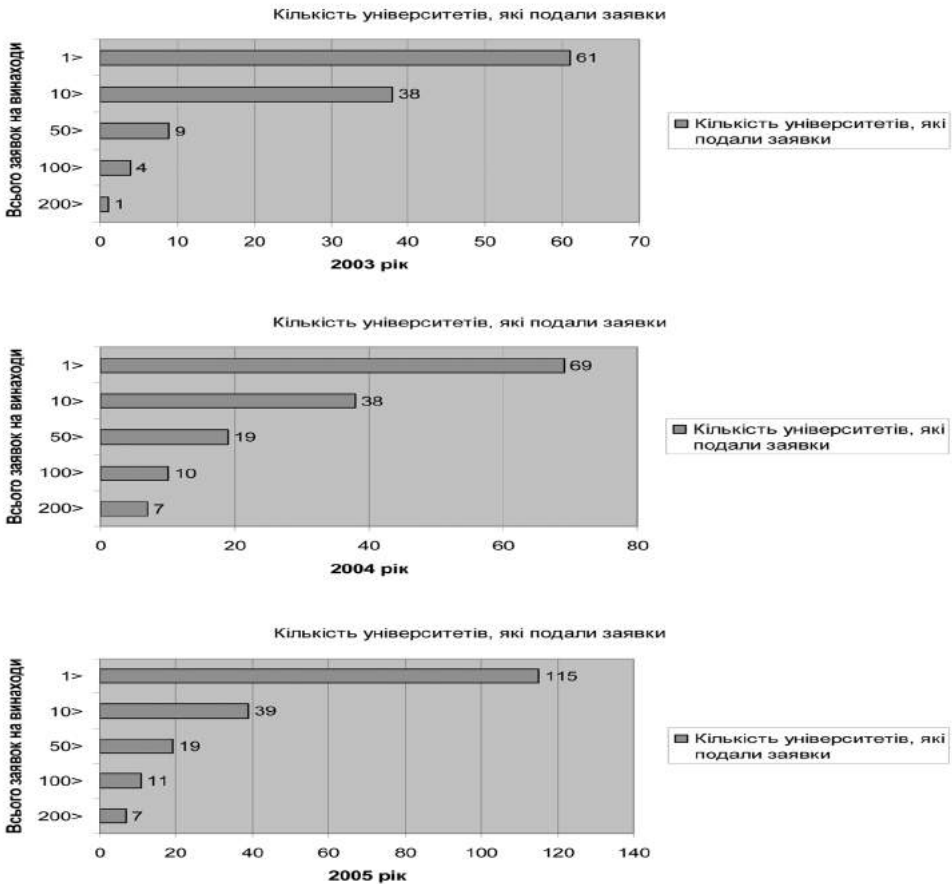 Кількість університетів, які подали заявки
Всього заявок на винаходи
1> 61
10> 38
50> 9
100> 4
200> 1
0 10 20 30 40 50 60 70
2003 рік
Кількість університетів, які
подали заявки
Кількість університетів, які подали заявки
Всього заявок на винаходи
1> 69
10> 38
50> 19
100> 10
200> 7
0 20 40 60 80
2004 рік
Кількість університетів, які
подали заявки
Кількість університетів, які подали заявки
Всього заявок на винаходи
1> 115
10> 39
50> 19
100> 11
200> 7
0 20 40 60 80 100 120 140
2005 рік
Кількість університетів, які
подали заявки